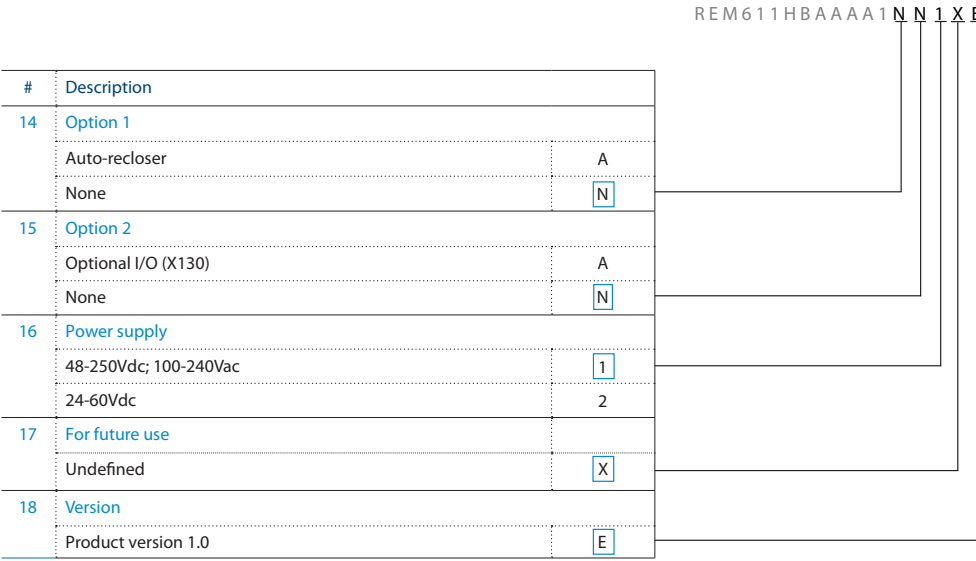 REM611HBAAAA1NN1XE
# Description
14 Option 1
Auto-recloser A
None N
15 Option 2
Optional I/O (X130) A
None N
16 Power supply
48-250Vdc; 100-240Vac 1
24-60Vdc 2
17 For future use
Undefined X
18 Version
Product version 1.0 E